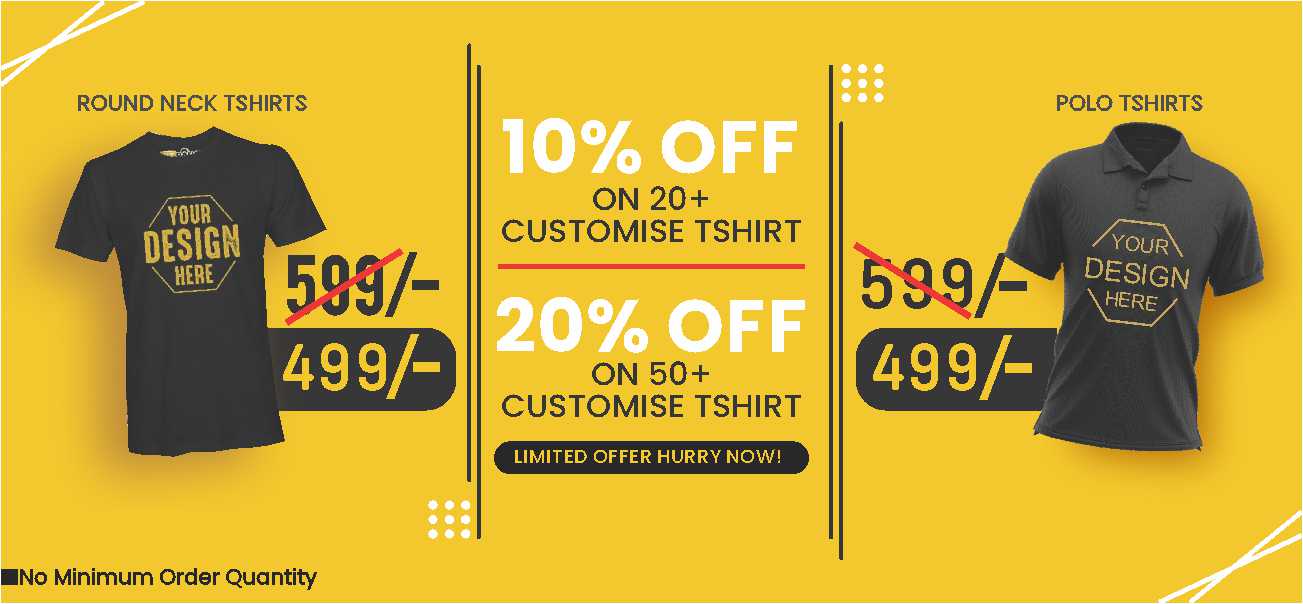 ROUND NECK TSHIRTS
YOUR
DESIGN
HERE
599/-
499/-
10% OFF
ON 20+
CUSTOMISE TSHIRT
20% OFF
ON 50+
CUSTOMISE TSHIRT
LIMITED OFFER HURRY NOW!
POLO TSHIRTS
YOUR
DESIGN
HERE
599/-
499/-
No Minimum Order Quantity